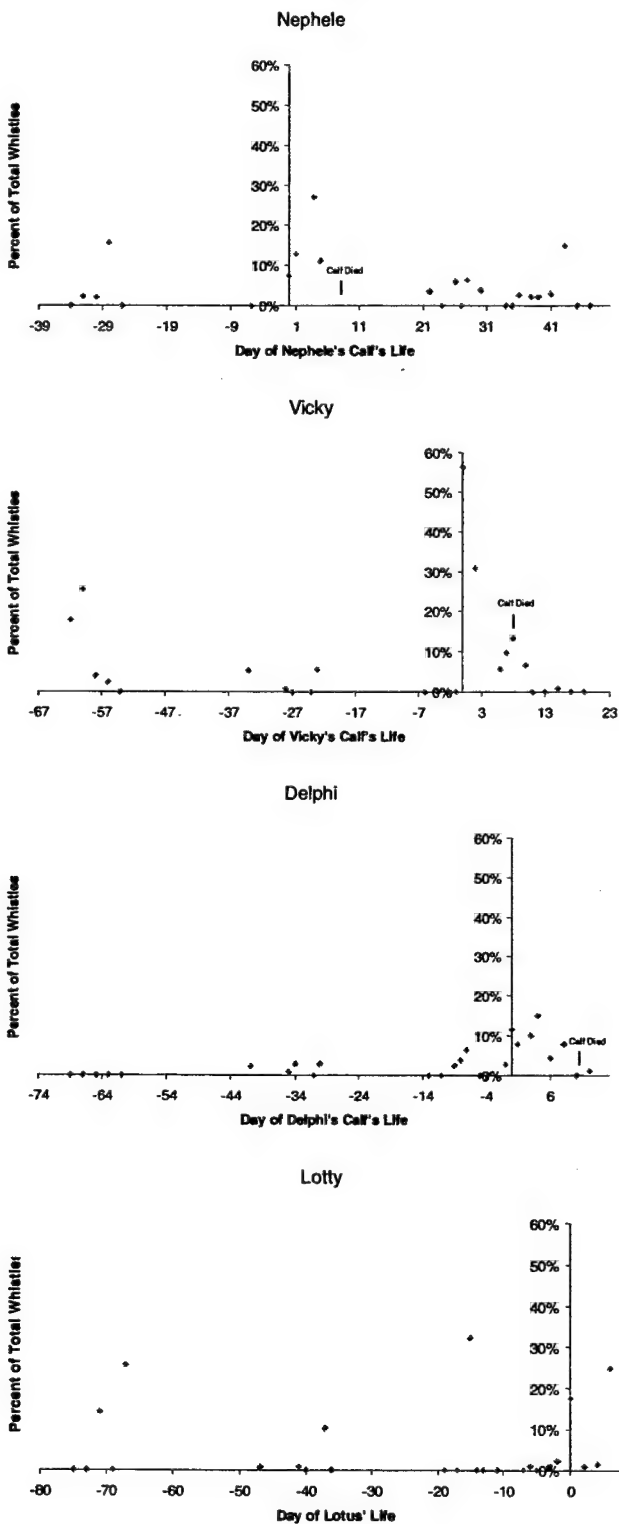 Nephele
60%
50%
40%
30%
20%
10%
0%
Percent of Total Whistles
Calf Died
-39 -29 -19 -9 1 11 21 31 41
Day of Nephele's Calf's Life
Vicky
60%
50%
40%
30%
20%
10%
0%
Percent of Total Whistles
Calf Died
-67 -57 -47 -37 -27 -17 -7 3 13 23
Day of Vicky's Calf's Life
Delphi
60%
50%
40%
30%
20%
10%
0%
Percent of Total Whistles
Calf Died
-74 -64 -54 -44 -34 -24 -14 -4 6
Day of Delphi's Calf's Life
Lotty
60%
50%
40%
30%
20%
10%
0%
Percent of Total Whistles
-80 -70 -60 -50 -40 -30 -20 -10 0
Day of Lotus' Life